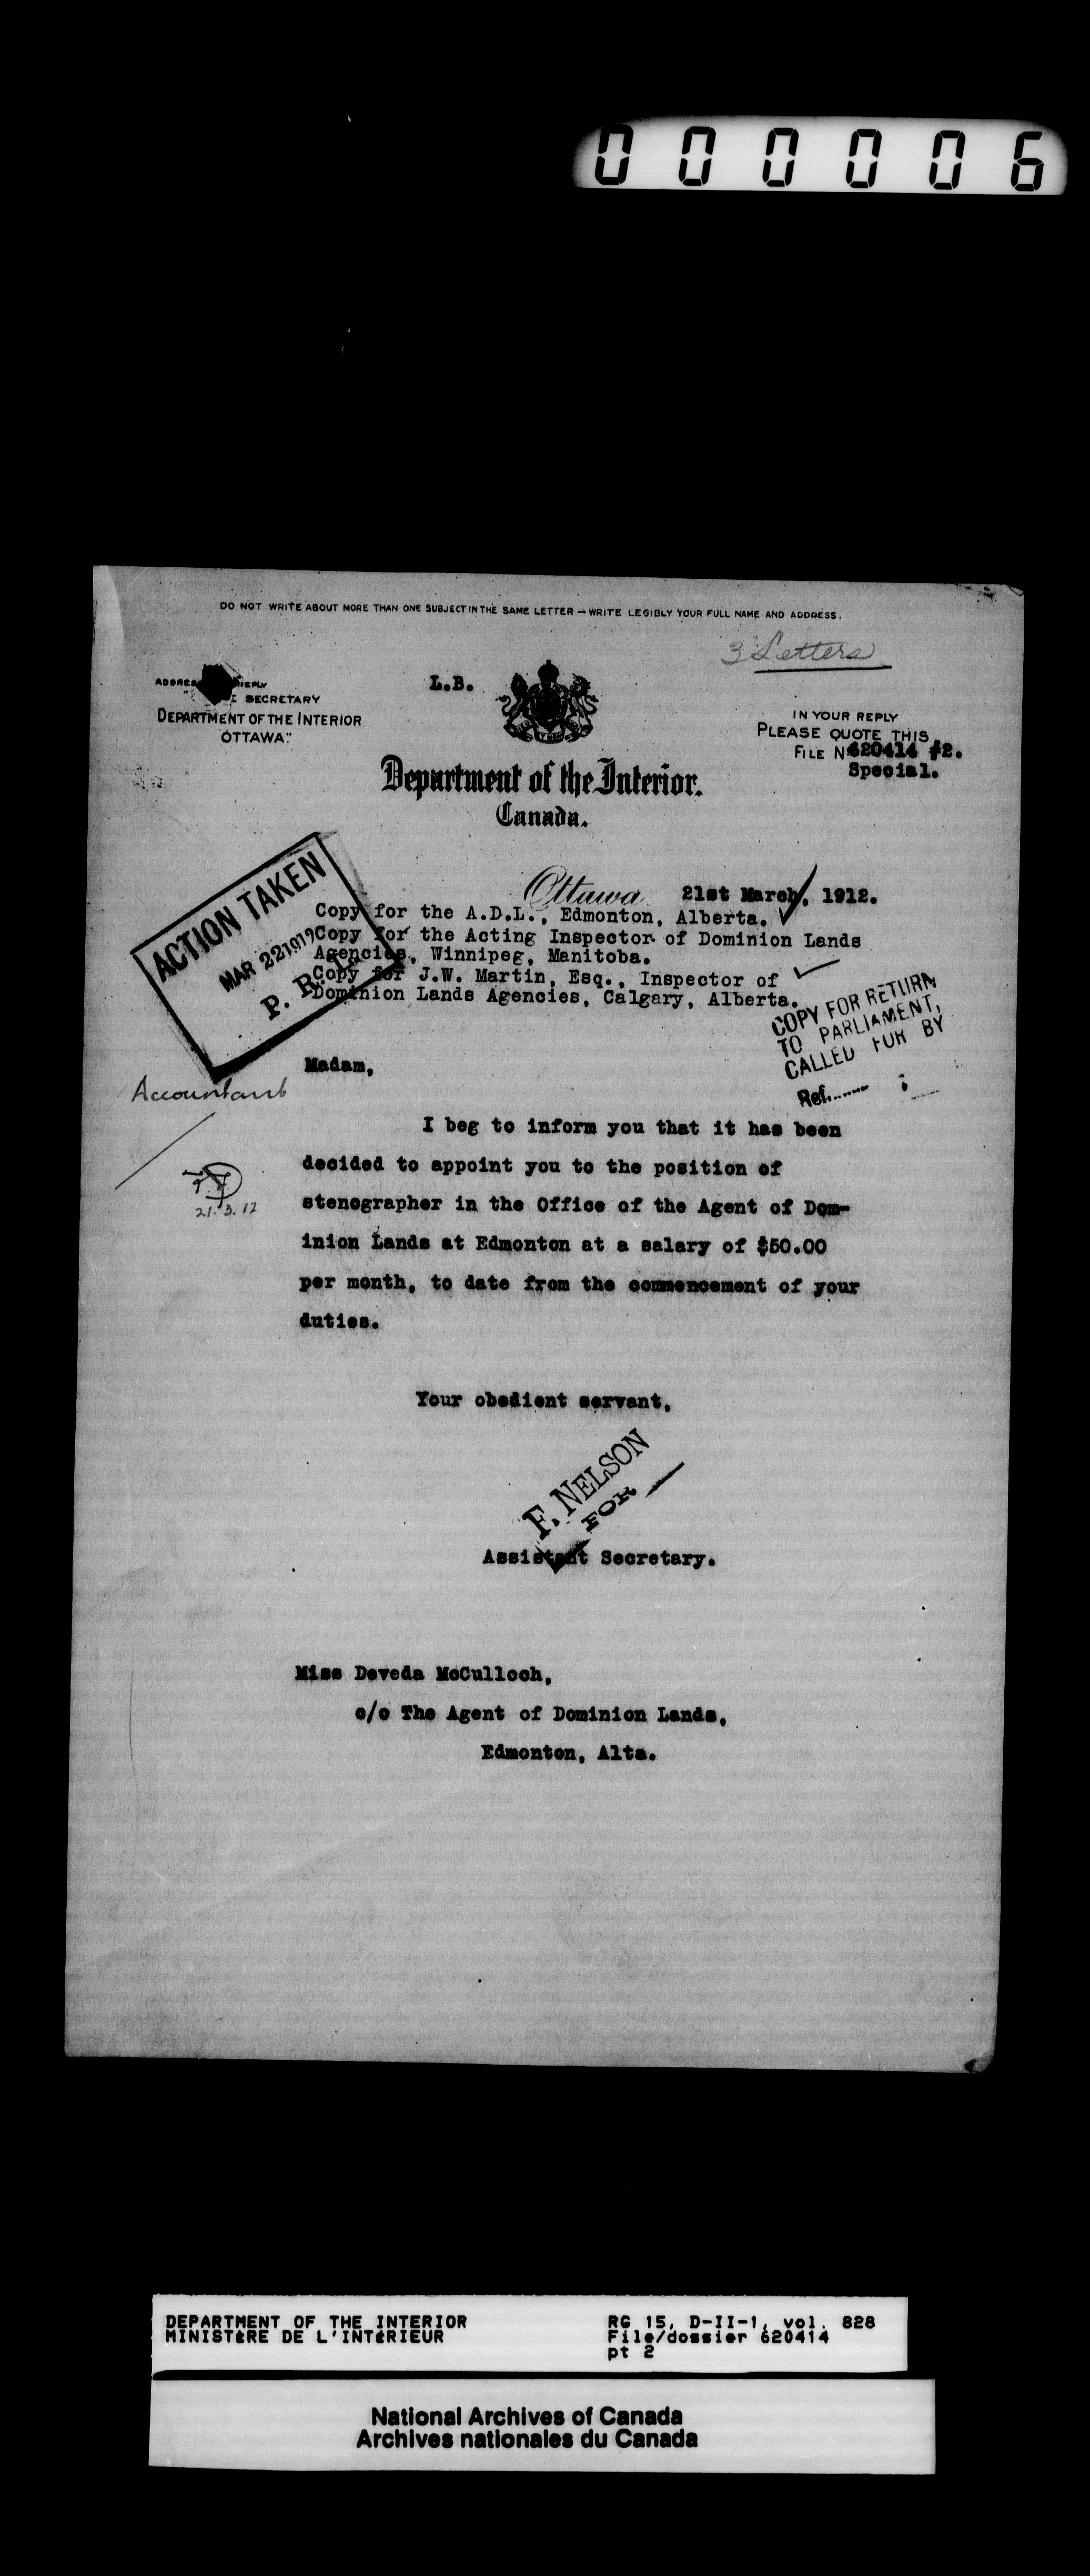 000006
DO NOT WRITE ABOUT MORE THAN ONE SUBJECT IN THE SAME LETTER — WRITE LEGIBLY YOUR FULL NAME AND ADDRESS.
3 Letters
L.B.
SECRETARY
DEPARTMENT OF THE INTERIOR
OTTAWA."
IN YOUR REPLY
PLEASE QUOTE THIS
FILE No 620414 #2.
Special.
Department of the Interior.
Canada.
ACTION TAKEN
MAR 22 1912
P. R. L.
Ottawa 21st March, 1912.
Copy for the A.D.L., Edmonton, Alberta.
Copy for the Acting Inspector of Dominion Lands
Agencies, Winnipeg, Manitoba.
Copy for J.W. Martin, Esq., Inspector of
Dominion Lands Agencies, Calgary, Alberta.
COPY FOR RETURN
TO PARLIAMENT,
CALLED FOR BY
Ref.......
Madam,
Accountant
I beg to inform you that it has been
decided to appoint you to the position of
stenographer in the Office of the Agent of Dom-
inion Lands at Edmonton at a salary of $50.00
per month, to date from the commencement of your
duties.
21.3.12
Your obedient servant,
F. NELSON
FOR
Assistant Secretary.
Miss Deveda McCulloch,
c/o The Agent of Dominion Lands,
Edmonton, Alta.
DEPARTMENT OF THE INTERIOR
MINISTèRE DE L'INTéRIEUR
RG 15, D-II-1, vol. 828
File/dossier 620414
pt 2
National Archives of Canada
Archives nationales du Canada